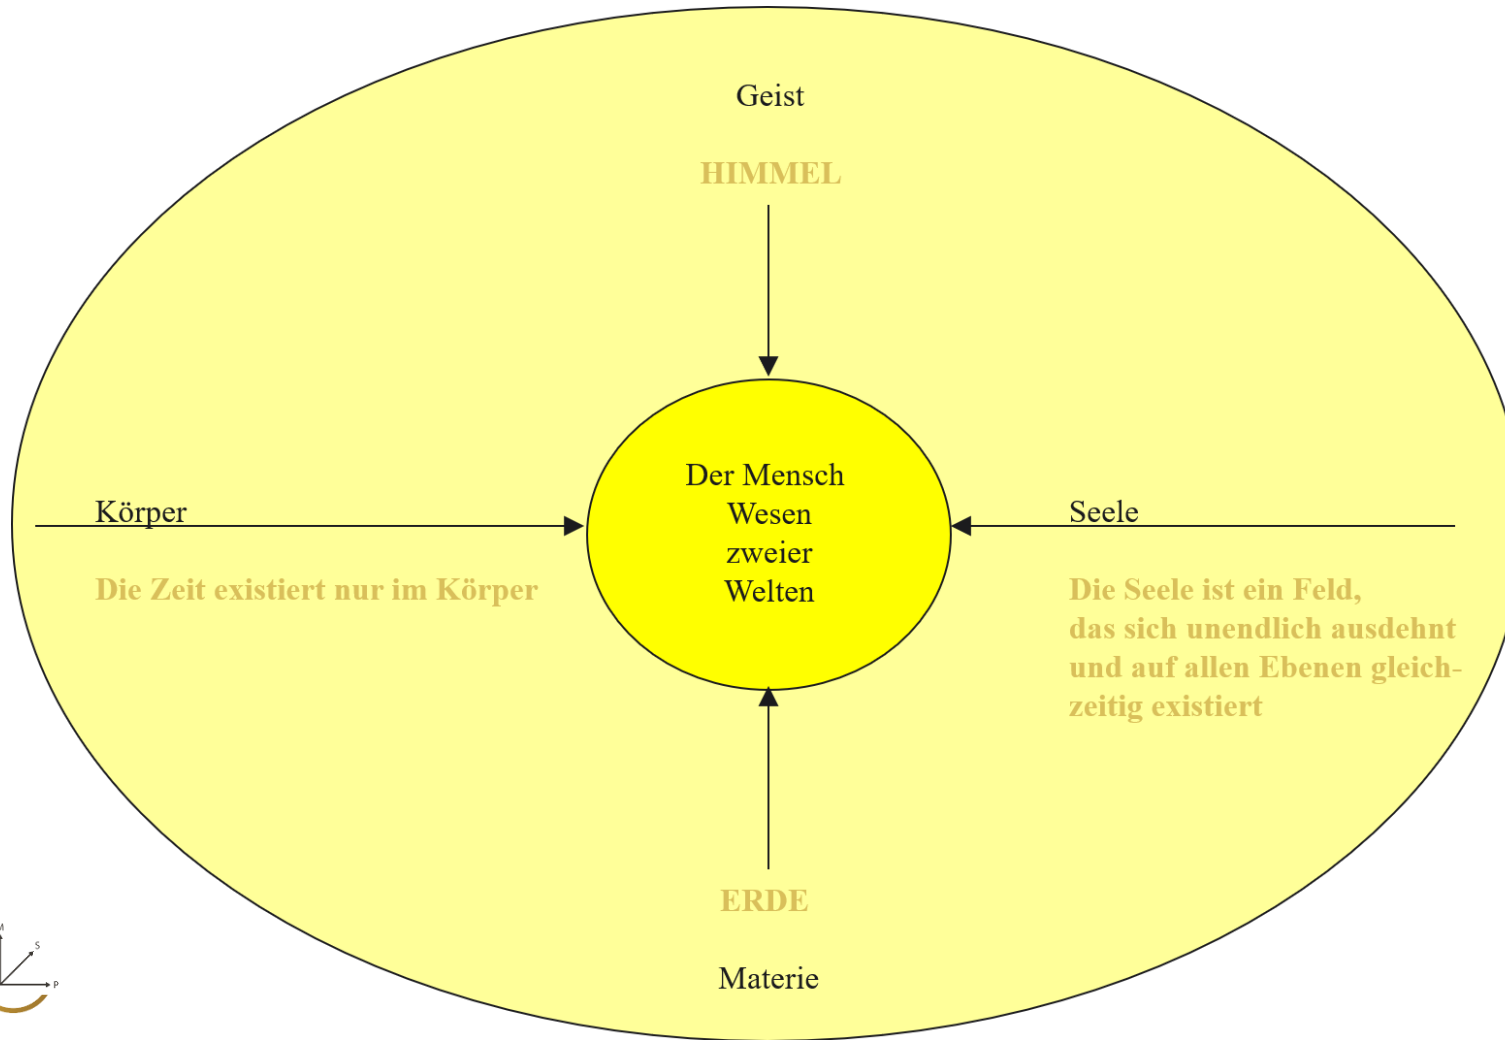 Geist
HIMMEL
Der Mensch
Wesen
zweier
Welten
Körper
Die Zeit existiert nur im Körper
Seele
Die Seele ist ein Feld,
das sich unendlich ausdehnt
und auf allen Ebenen gleich-
zeitig existiert
ERDE
Materie
M
S
P